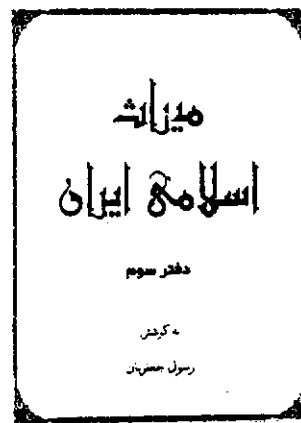 میراث
اسلامی ایران
دفتر سوم
به کوشش
رسول جعفریان